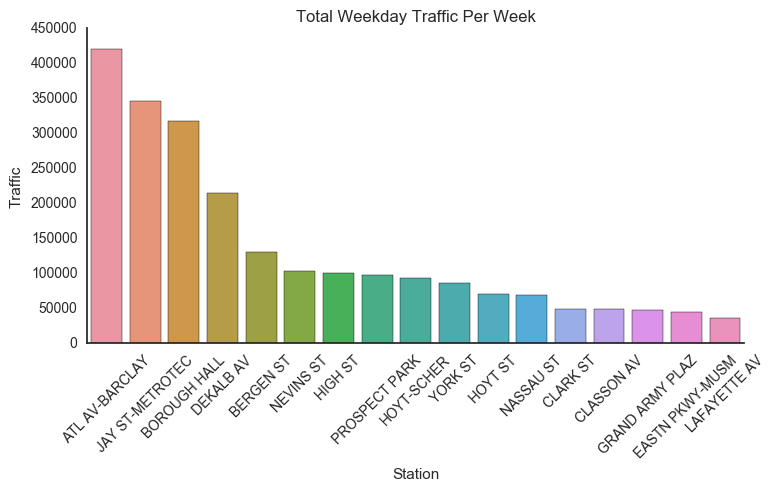 Total Weekday Traffic Per Week
450000
400000
350000
300000
250000
200000
150000
100000
50000
0
Traffic
ATL AV-BARCLAY
JAY ST-METROTEC
BOROUGH HALL
DEKALB AV
BERGEN ST
NEVINS ST
HIGH ST
PROSPECT PARK
HOYT-SCHER
YORK ST
HOYT ST
NASSAU ST
CLARK ST
CLASSON AV
GRAND ARMY PLAZ
EASTN PKWY-MUSM
LAFAYETTE AV
Station